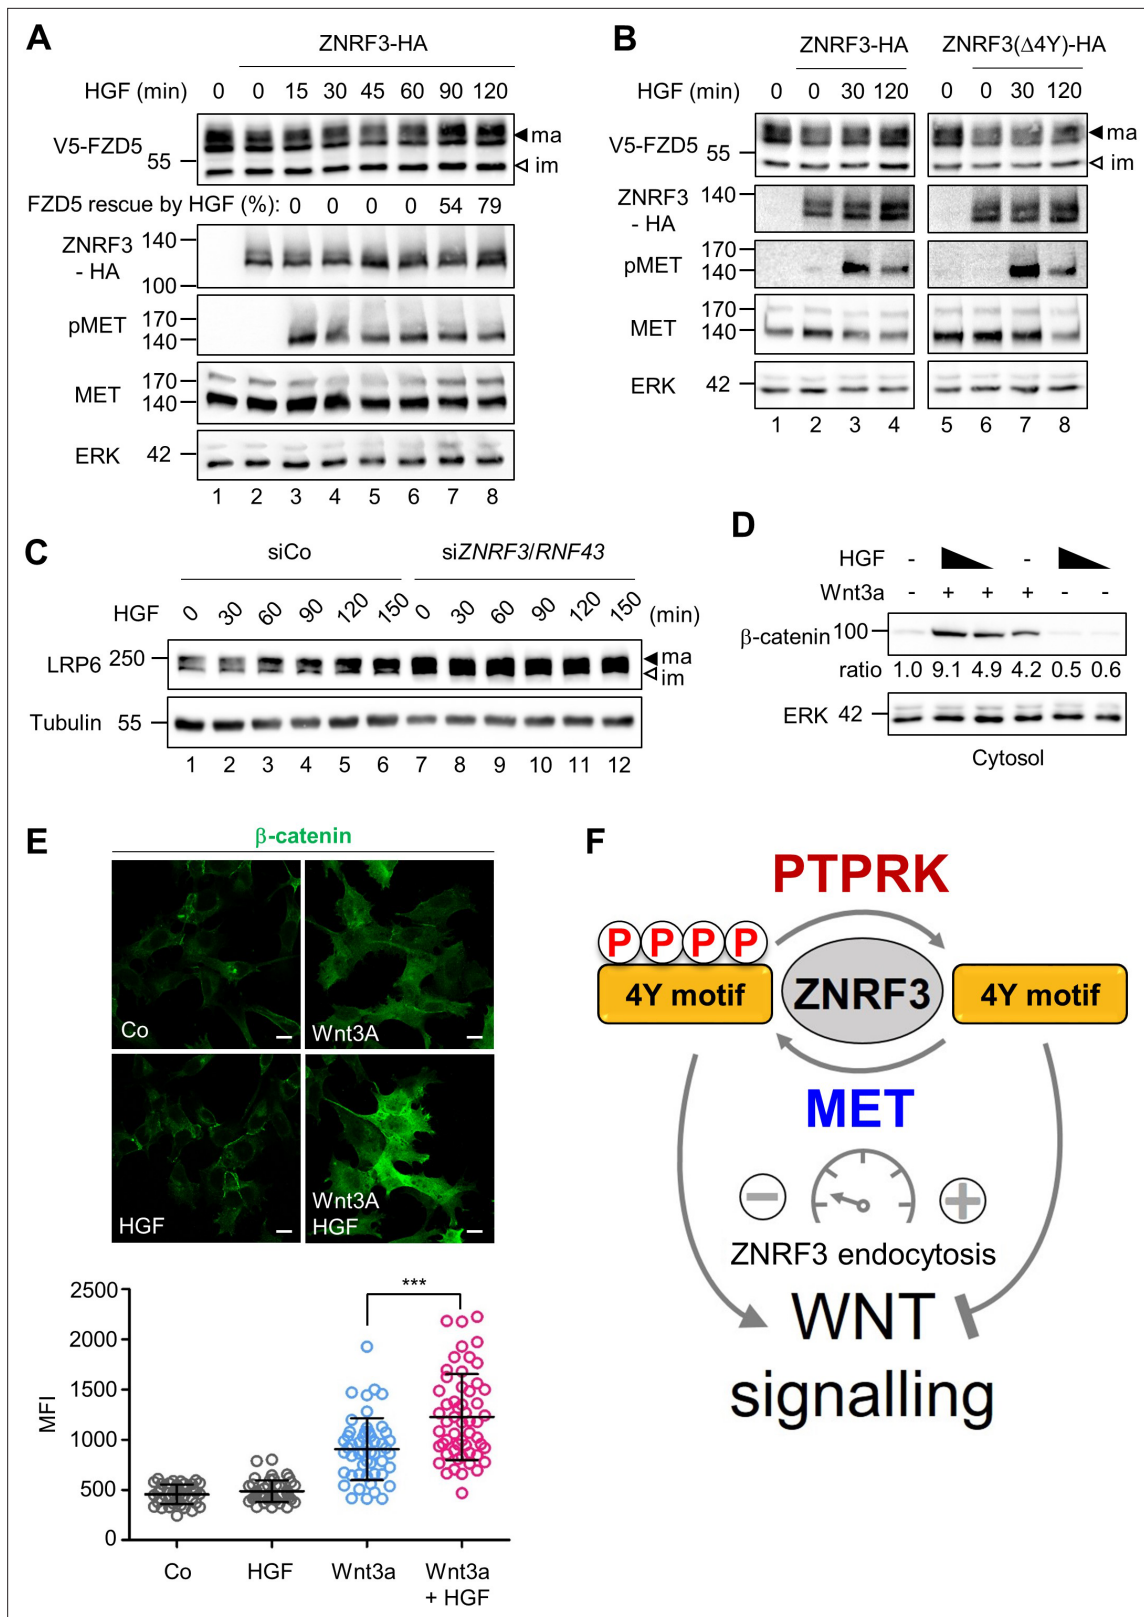 A
ZNRF3-HA
HGF (min) 0 0 15 30 45 60 90 120
V5-FZD5 55 ma
im
FZD5 rescue by HGF (%): 0 0 0 0 54 79
ZNRF3 - HA 140 100
pMET 170 140
MET 170 140
ERK 42
1 2 3 4 5 6 7 8
B
ZNRF3-HA ZNRF3(Δ4Y)-HA
HGF (min) 0 0 30 120 0 0 30 120
V5-FZD5 55 ma
im
ZNRF3 - HA 140
pMET 170 140
MET 170 140
ERK 42
1 2 3 4 5 6 7 8
C
siCo siZNRF3/RNF43
HGF 0 30 60 90 120 150 0 30 60 90 120 150 (min)
LRP6 250 ma
im
Tubulin 55
1 2 3 4 5 6 7 8 9 10 11 12
D
HGF - -
Wnt3a - + + + - -
β-catenin 100
ratio 1.0 9.1 4.9 4.2 0.5 0.6
ERK 42
Cytosol
E
β-catenin
Co
Wnt3A
HGF
Wnt3A
HGF
2500
2000
1500
1000
500
0
MFI
***
Co HGF Wnt3a Wnt3a
+ HGF
F
PTPRK
P P P P
4Y motif ZNRF3 4Y motif
MET
− +
ZNRF3 endocytosis
WNT
signalling